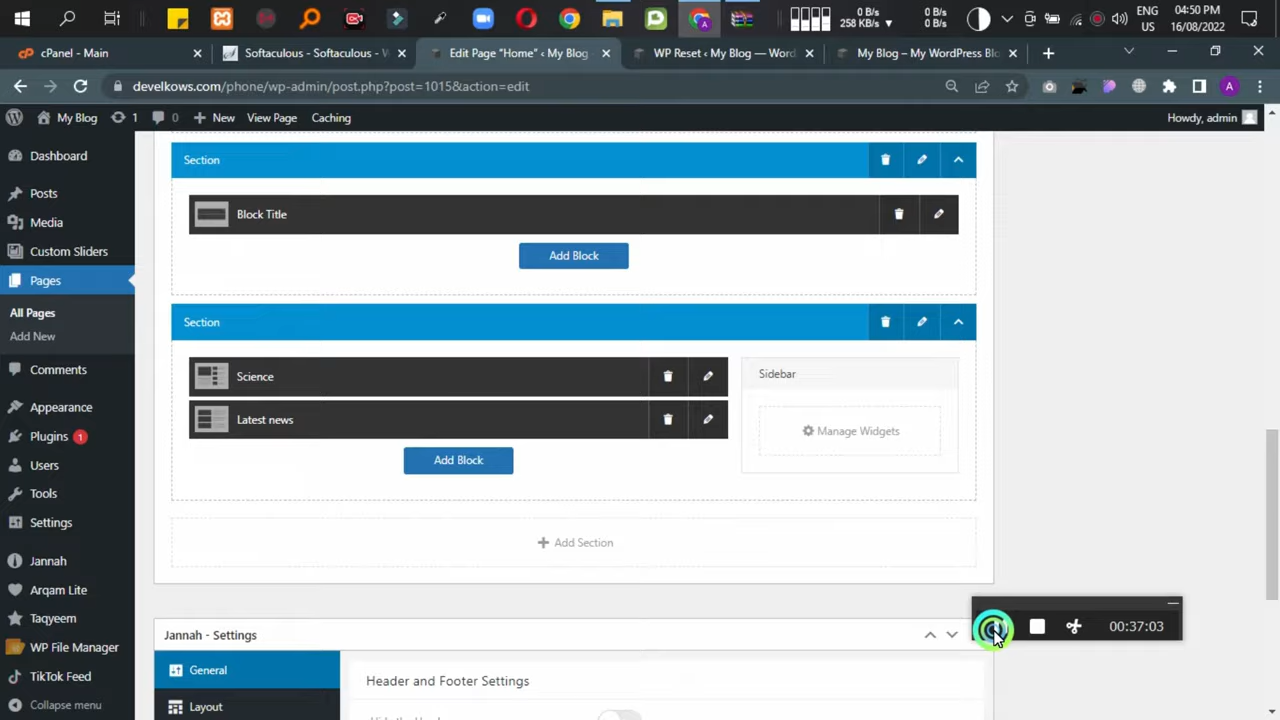 0 B/s
258 KB/s
0 B/s
0 B/s
ENG
US
:50 PM
16/08/2022
cPanel - Main
Softaculous - Softaculous - W
Edit Page "Home" ‹ My Blog
WP Reset ‹ My Blog — Word
My Blog – My WordPress Blo
develkows.com/phone/wp-admin/post.php?post=1015&action=edit
A
My Blog
1
0
New
View Page
Caching
Howdy, admin
Dashboard
Posts
Media
Custom Sliders
Pages
All Pages
Add New
Comments
Appearance
Plugins 1
Users
Tools
Settings
Jannah
Arqam Lite
Taqyeem
WP File Manager
TikTok Feed
Collapse menu
Section
Block Title
Add Block
Section
Science
Latest news
Add Block
Sidebar
Manage Widgets
Add Section
00:37:03
Jannah - Settings
General
Layout
Header and Footer Settings